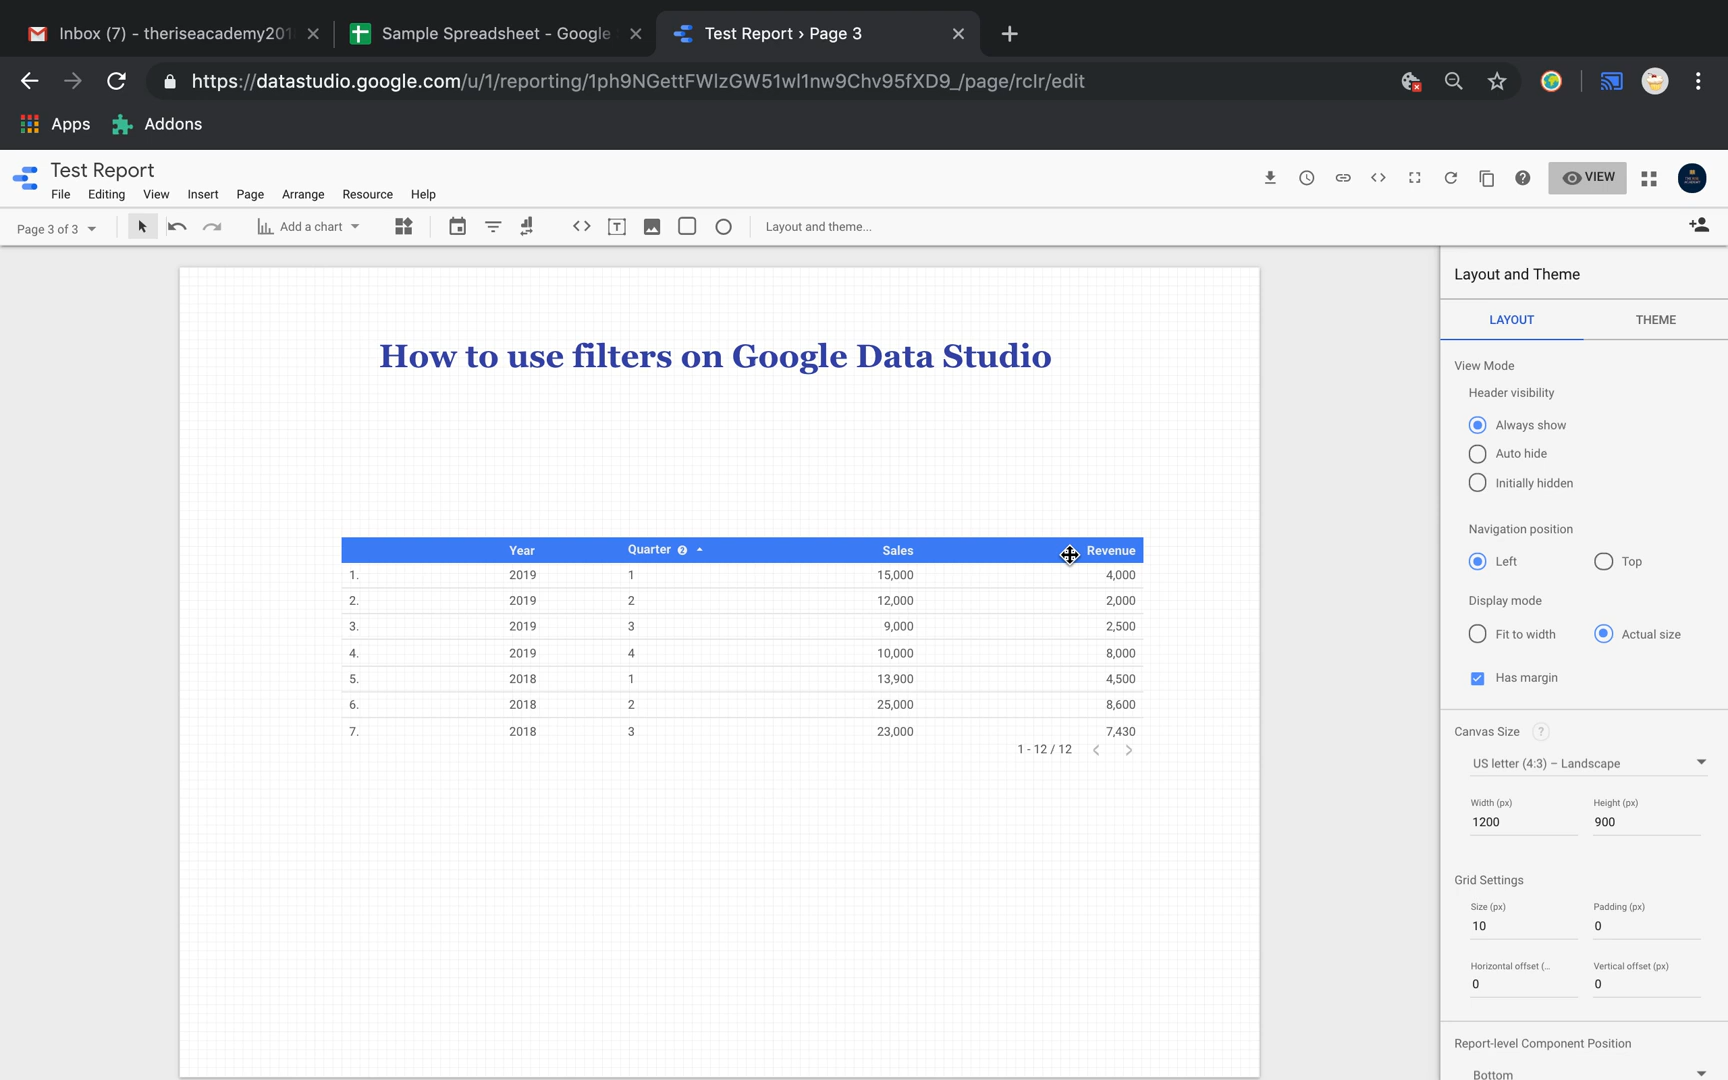 Inbox (7) - theriseacademy201
Sample Spreadsheet - Google
Test Report › Page 3
https://datastudio.google.com/u/1/reporting/1ph9NGettFWlzGW51wl1nw9Chv95fXD9_/page/rclr/edit
Apps Addons
Test Report
File Editing View Insert Page Arrange Resource Help
VIEW
Page 3 of 3
Add a chart
Layout and theme...
How to use filters on Google Data Studio
Year Quarter 2 Sales Revenue
1. 2019 1 15,000 4,000
2. 2019 2 12,000 2,000
3. 2019 3 9,000 2,500
4. 2019 4 10,000 8,000
5. 2018 1 13,900 4,500
6. 2018 2 25,000 8,600
7. 2018 3 23,000 7,430
1 - 12 / 12
Layout and Theme
LAYOUT THEME
View Mode
Header visibility
Always show
Auto hide
Initially hidden
Navigation position
Left Top
Display mode
Fit to width Actual size
Has margin
Canvas Size ?
US letter (4:3) – Landscape
Width (px) Height (px)
1200 900
Grid Settings
Size (px) Padding (px)
10 0
Horizontal offset (... Vertical offset (px)
0 0
Report-level Component Position
Bottom